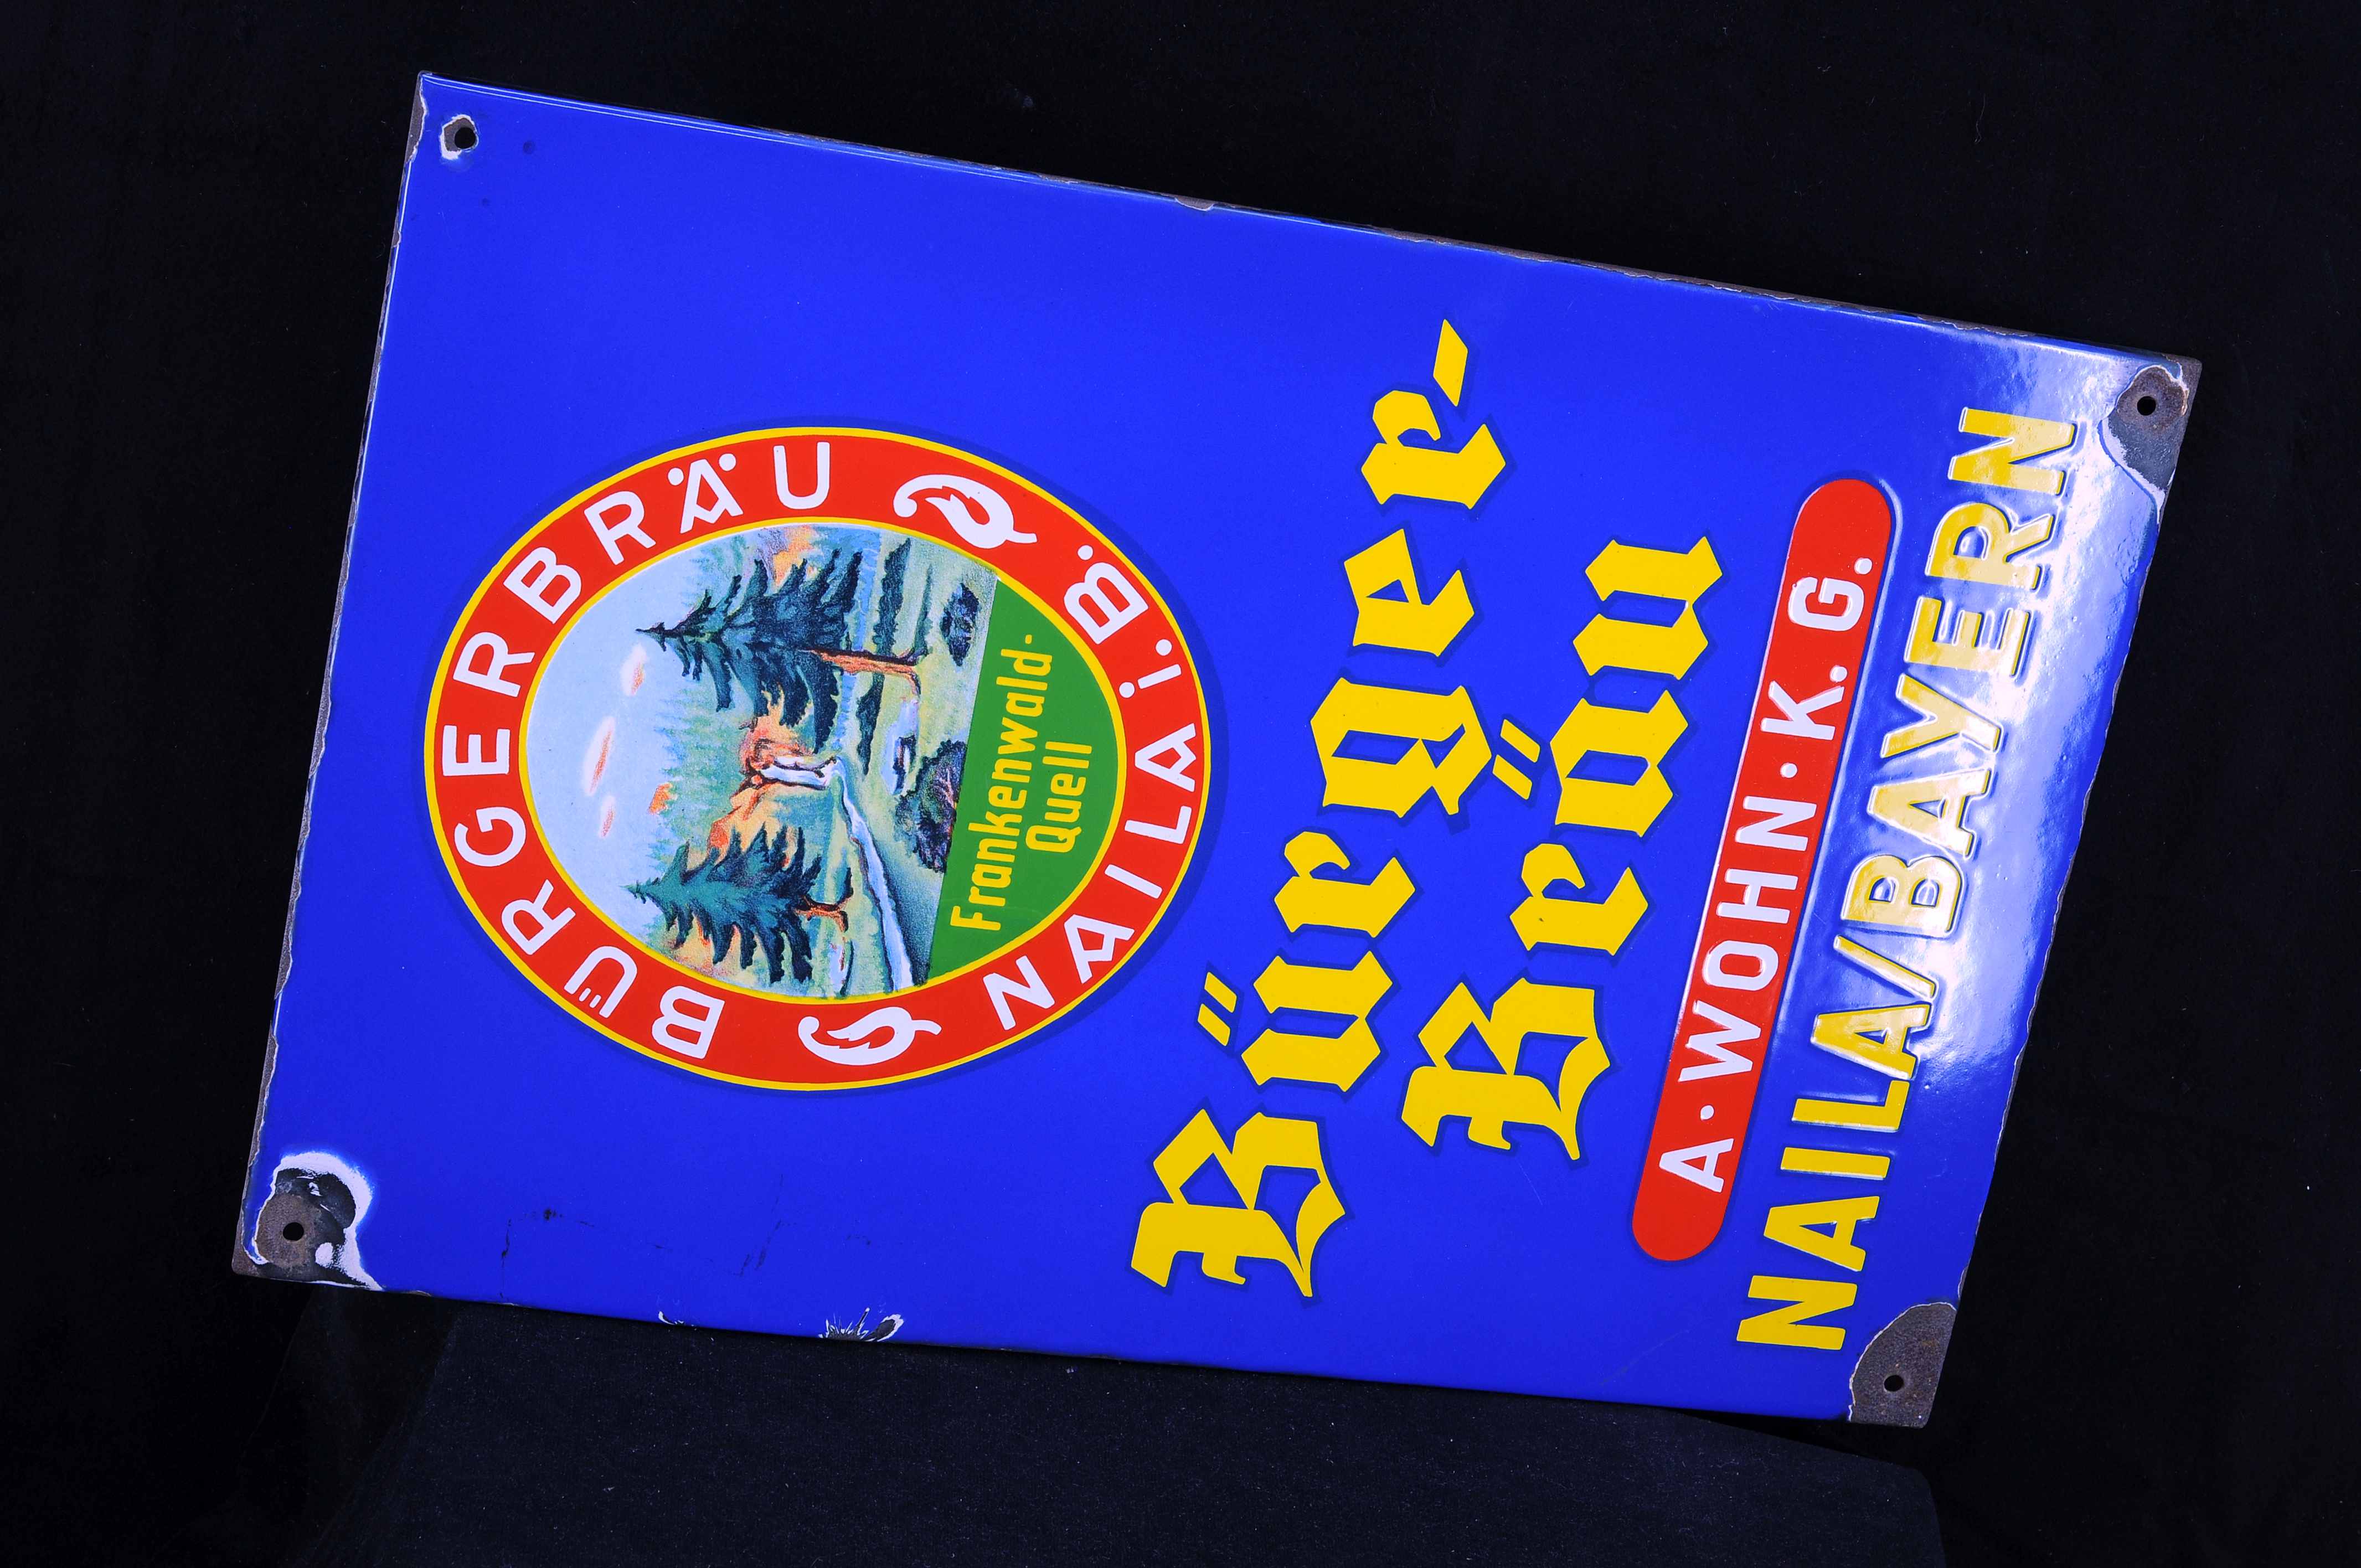 BÜRGERBRÄU
Frankenwald-
Quell
NAILA i. B.
Bürger-
Bräu
A·WOHN·K.G.
NAILA/BAYERN